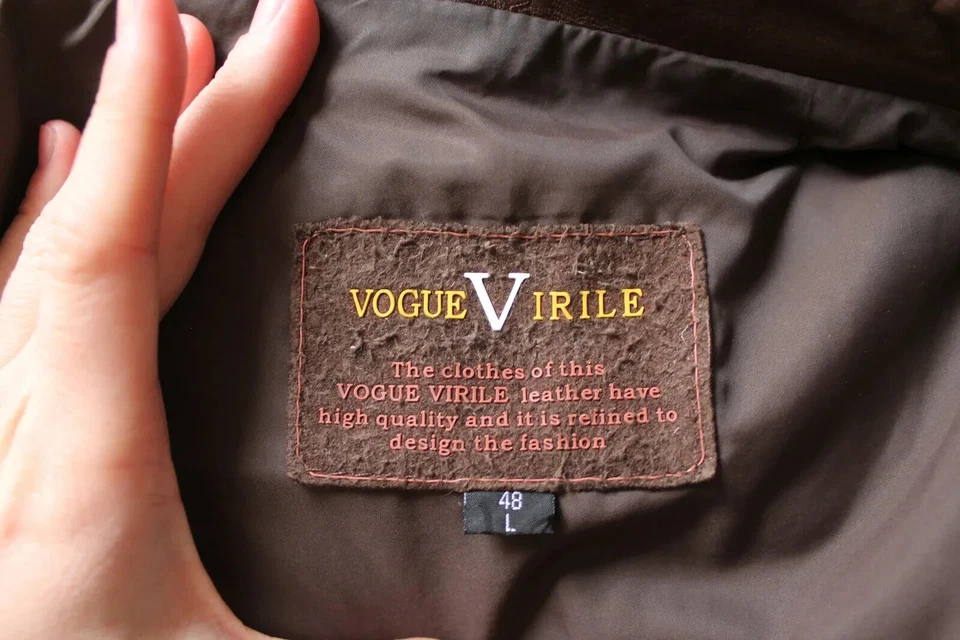 VOGUE VIRILE
The clothes of this
VOGUE VIRILE leather have
high quality and it is refined to
design the fashion
48
L